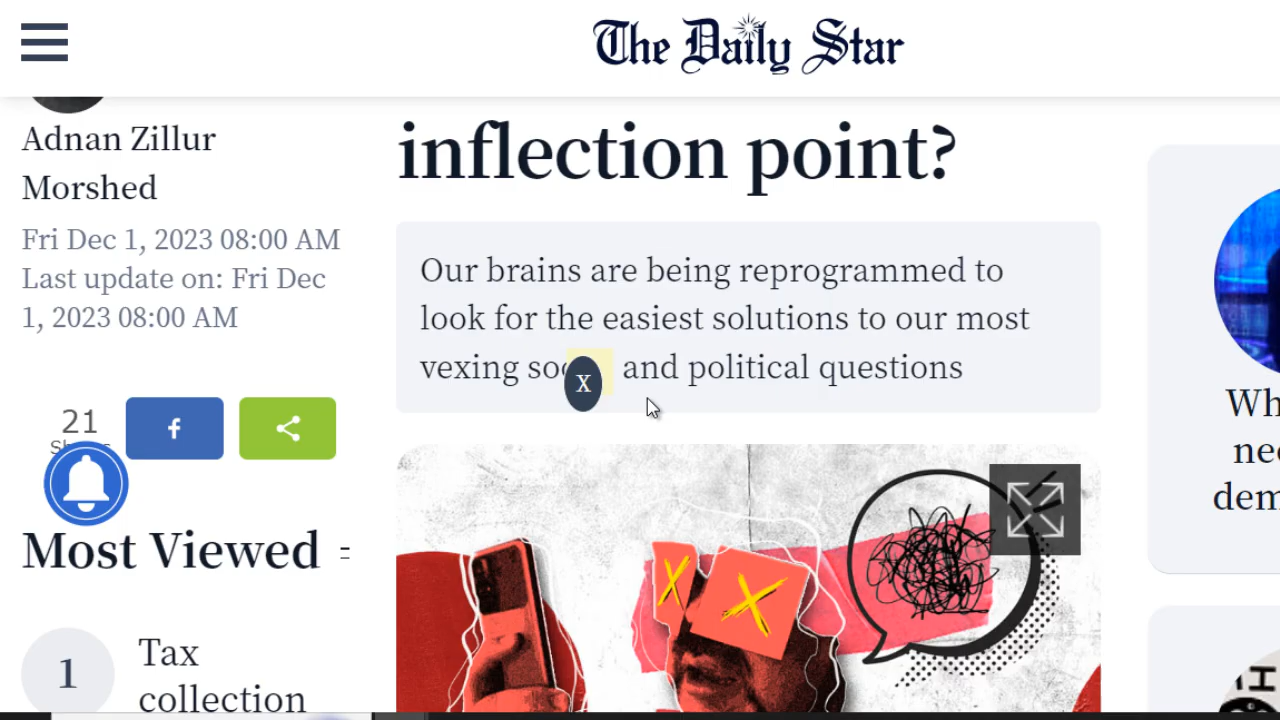 The Daily Star
Adnan Zillur
Morshed
Fri Dec 1, 2023 08:00 AM
Last update on: Fri Dec
1, 2023 08:00 AM
21
Most Viewed
1
Tax
collection
inflection point?
Our brains are being reprogrammed to
look for the easiest solutions to our most
vexing and political questions
X